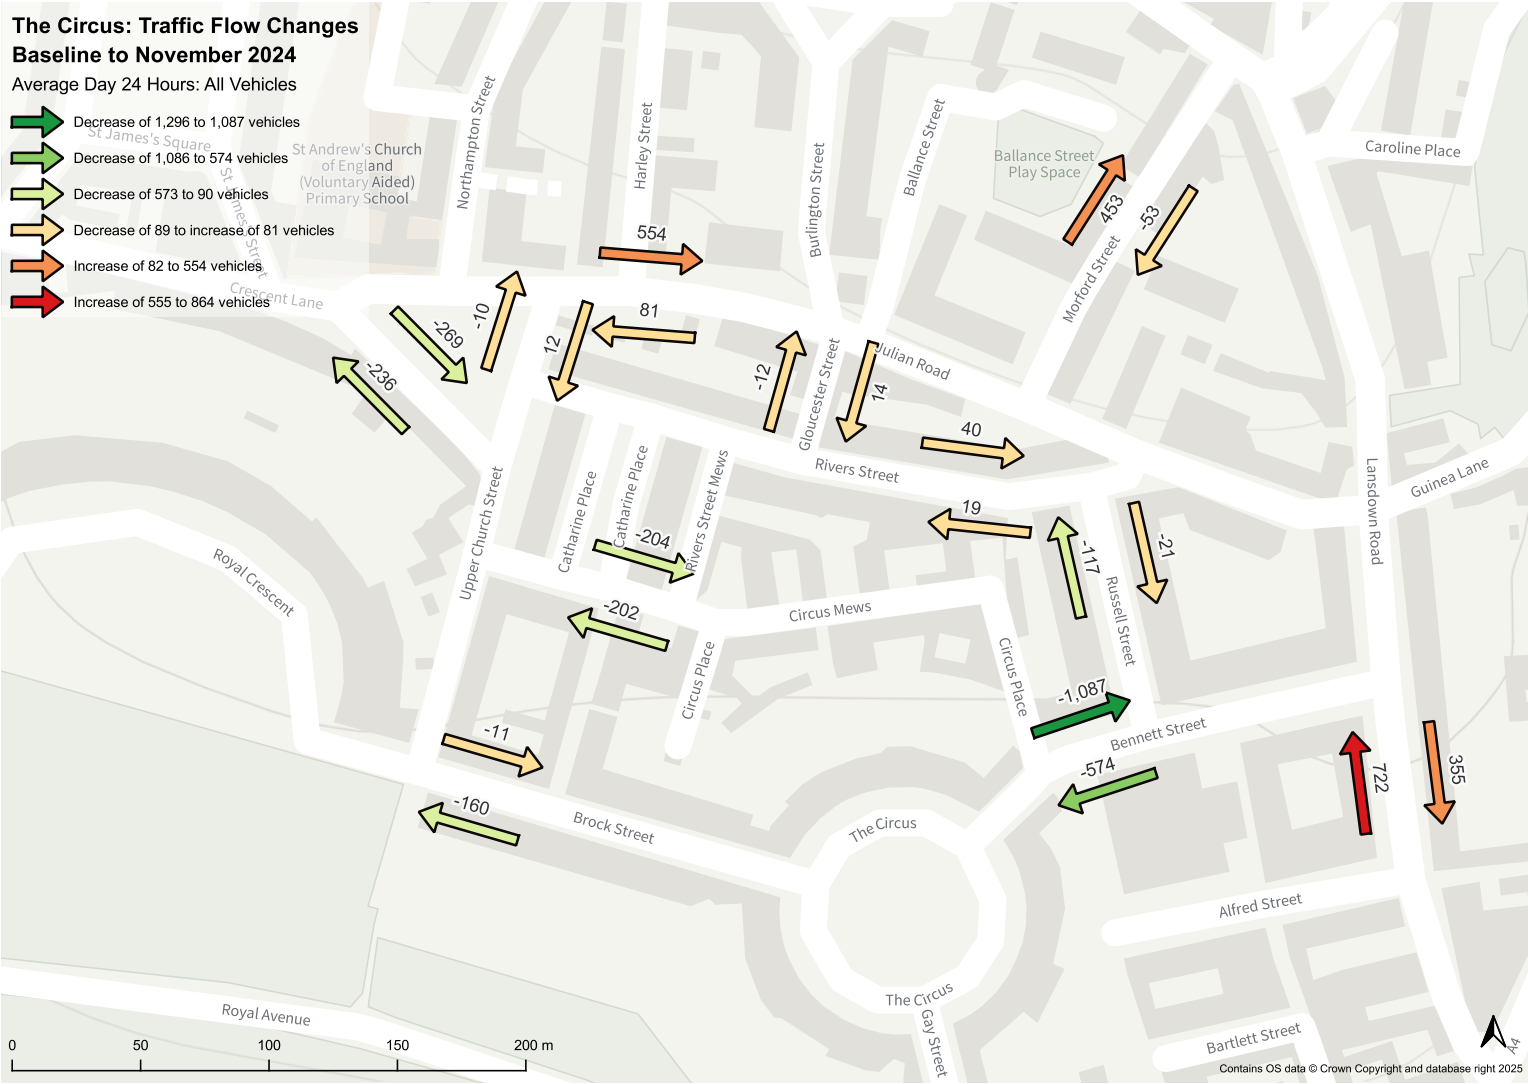 The Circus: Traffic Flow Changes
Baseline to November 2024
Average Day 24 Hours: All Vehicles
Decrease of 1,296 to 1,087 vehicles
Decrease of 1,086 to 574 vehicles
Decrease of 573 to 90 vehicles
Decrease of 89 to increase of 81 vehicles
Increase of 82 to 554 vehicles
Increase of 555 to 864 vehicles
St James's Square
St James's Street
Crescent Lane
St Andrew's Church
of England
(Voluntary Aided)
Primary School
Northampton Street
Harley Street
Burlington Street
Ballance Street
Ballance Street
Play Space
Caroline Place
Morford Street
453
-53
554
81
-10
12
-269
-236
-12
14
Gloucester Street
Julian Road
40
Rivers Street
19
Lansdown Road
Guinea Lane
Upper Church Street
Catharine Place
Catharine Place
Rivers Street Mews
-204
-202
-117
-21
Royal Crescent
Circus Mews
Russell Street
Circus Place
Circus Place
-1,087
Bennett Street
-574
722
355
-11
-160
Brock Street
The Circus
The Circus
Alfred Street
Gay Street
Bartlett Street
Royal Avenue
A4
0
50
100
150
200 m
Contains OS data © Crown Copyright and database right 2025